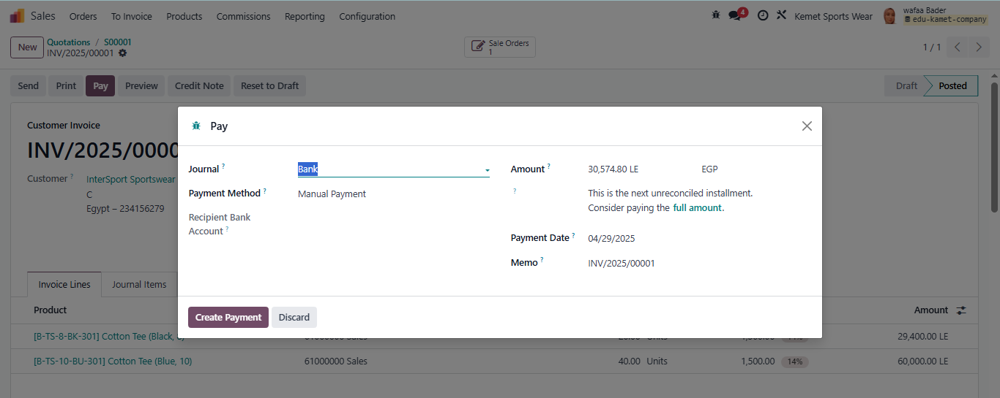 Sales Orders To Invoice Products Commissions Reporting Configuration 4 Kemet Sports Wear wafaa Bader
edu-kamet-company
New Quotations / S00001
INV/2025/00001
Sale Orders
1
1 / 1
Send Print Pay Preview Credit Note Reset to Draft Draft Posted
Customer Invoice
INV/2025/0000
Customer ? InterSport Sportswear
C
Egypt – 234156279
Pay
Journal ? Bank
Payment Method ? Manual Payment
Recipient Bank
Account ?
Amount ? 30,574.80 LE EGP
? This is the next unreconciled installment.
Consider paying the full amount.
Payment Date ? 04/29/2025
Memo ? INV/2025/00001
Create Payment Discard
Invoice Lines Journal Items
Product Amount
[B-TS-8-BK-301] Cotton Tee (Black, 61000000 Sales Units 29,400.00 LE
[B-TS-10-BU-301] Cotton Tee (Blue, 10) 61000000 Sales 40.00 Units 1,500.00 14% 60,000.00 LE